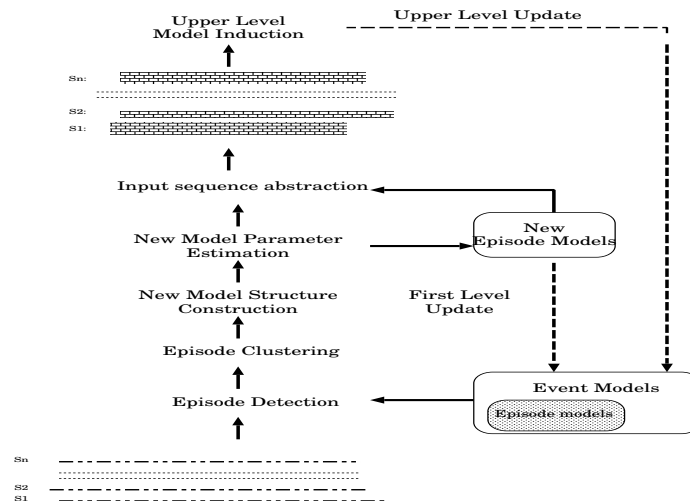 Upper Level
Model Induction
Upper Level Update
Sn:
S2:
S1:
Input sequence abstraction
New
Episode Models
New Model Parameter
Estimation
New Model Structure
Construction
First Level
Update
Episode Clustering
Event Models
Episode models
Episode Detection
Sn
S2
S1